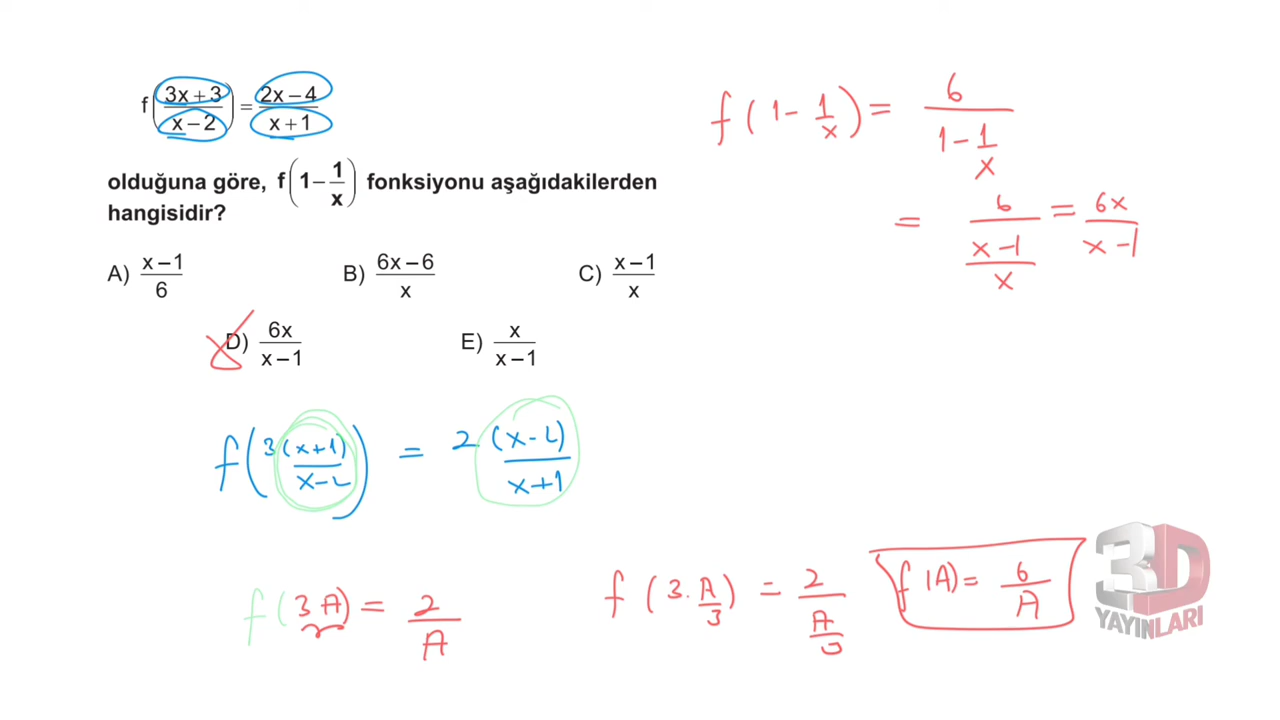 f((3x + 3)/(x – 2)) = (2x – 4)/(x + 1)
olduğuna göre, f(1 – 1/x) fonksiyonu aşağıdakilerden
hangisidir?
A) (x – 1)/6 B) (6x – 6)/x C) (x – 1)/x
D) 6x/(x – 1) E) x/(x – 1)
f(3(x+1)/(x-2)) = 2(x-2)/(x+1)
f(3A) = 2/A
f(3.A/3) = 2/(A/3)
f(A) = 6/A
f(1 - 1/x) = 6/(1 - 1/x)
= 6/((x-1)/x) = 6x/(x-1)
3D
YAYINLARI